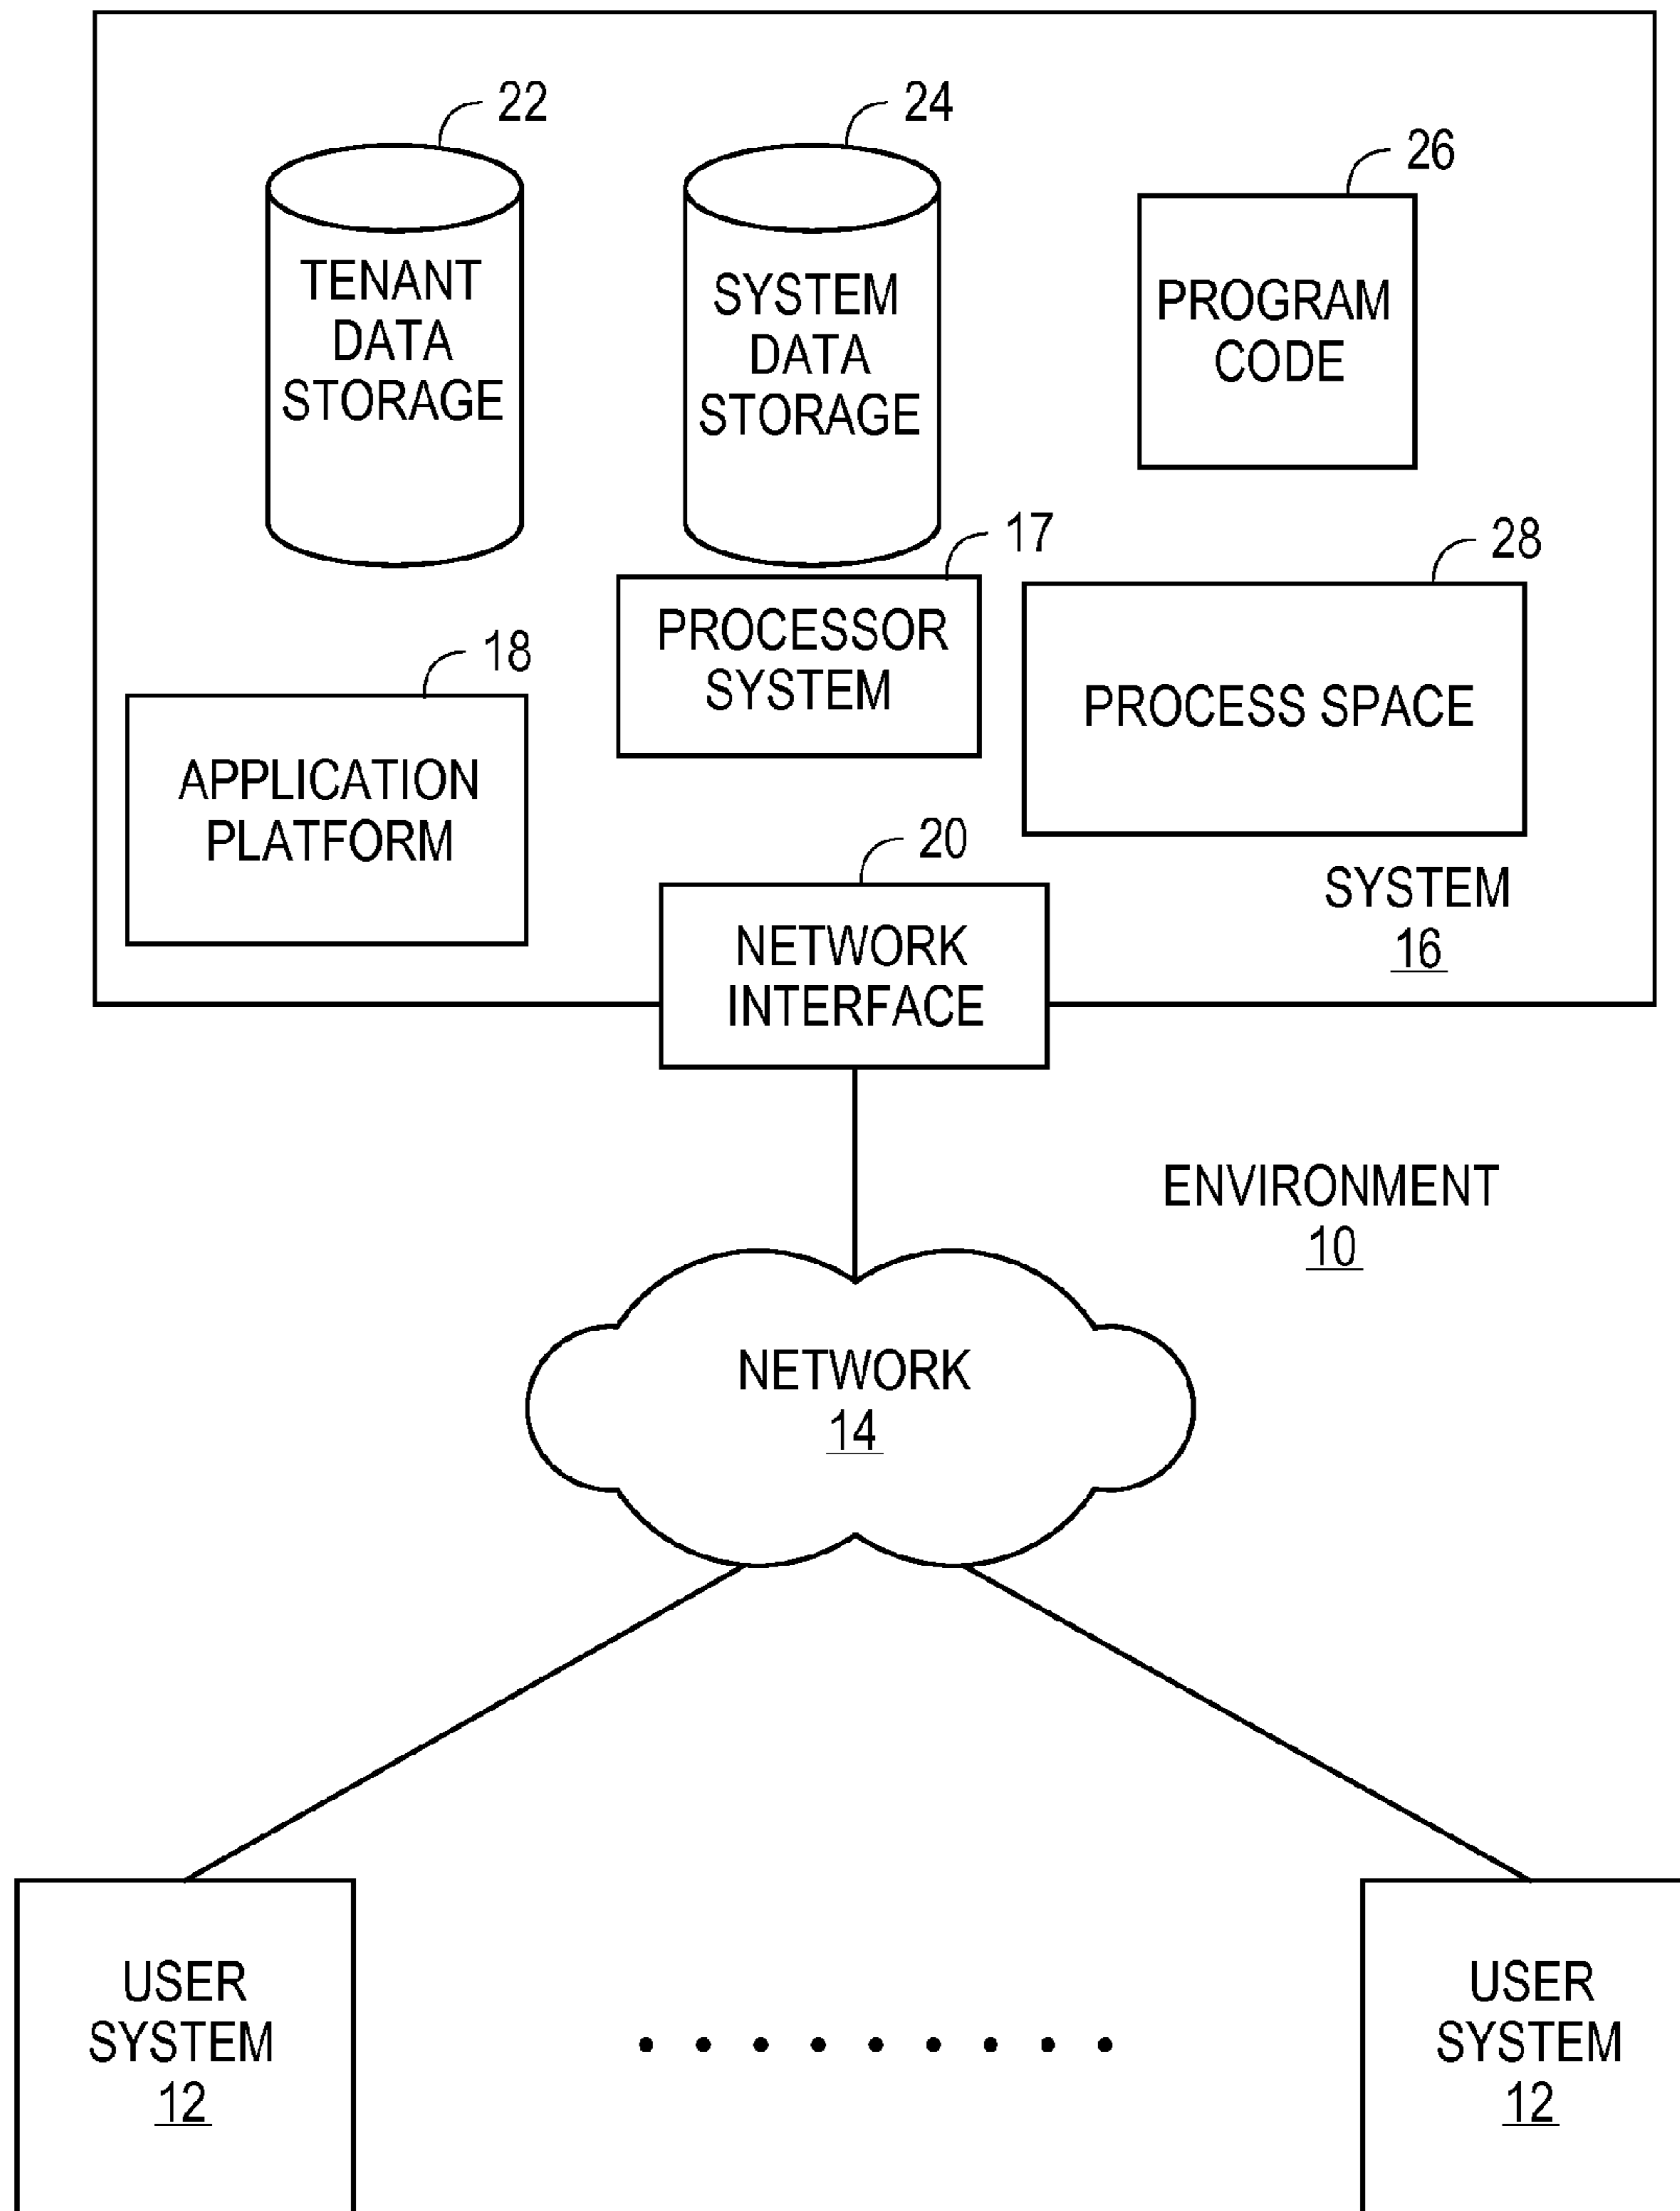 22
24
26
TENANT
DATA
STORAGE
SYSTEM
DATA
STORAGE
PROGRAM
CODE
17
28
18
PROCESSOR
SYSTEM
PROCESS SPACE
APPLICATION
PLATFORM
20
SYSTEM
16
NETWORK
INTERFACE
ENVIRONMENT
10
NETWORK
14
USER
SYSTEM
12
USER
SYSTEM
12